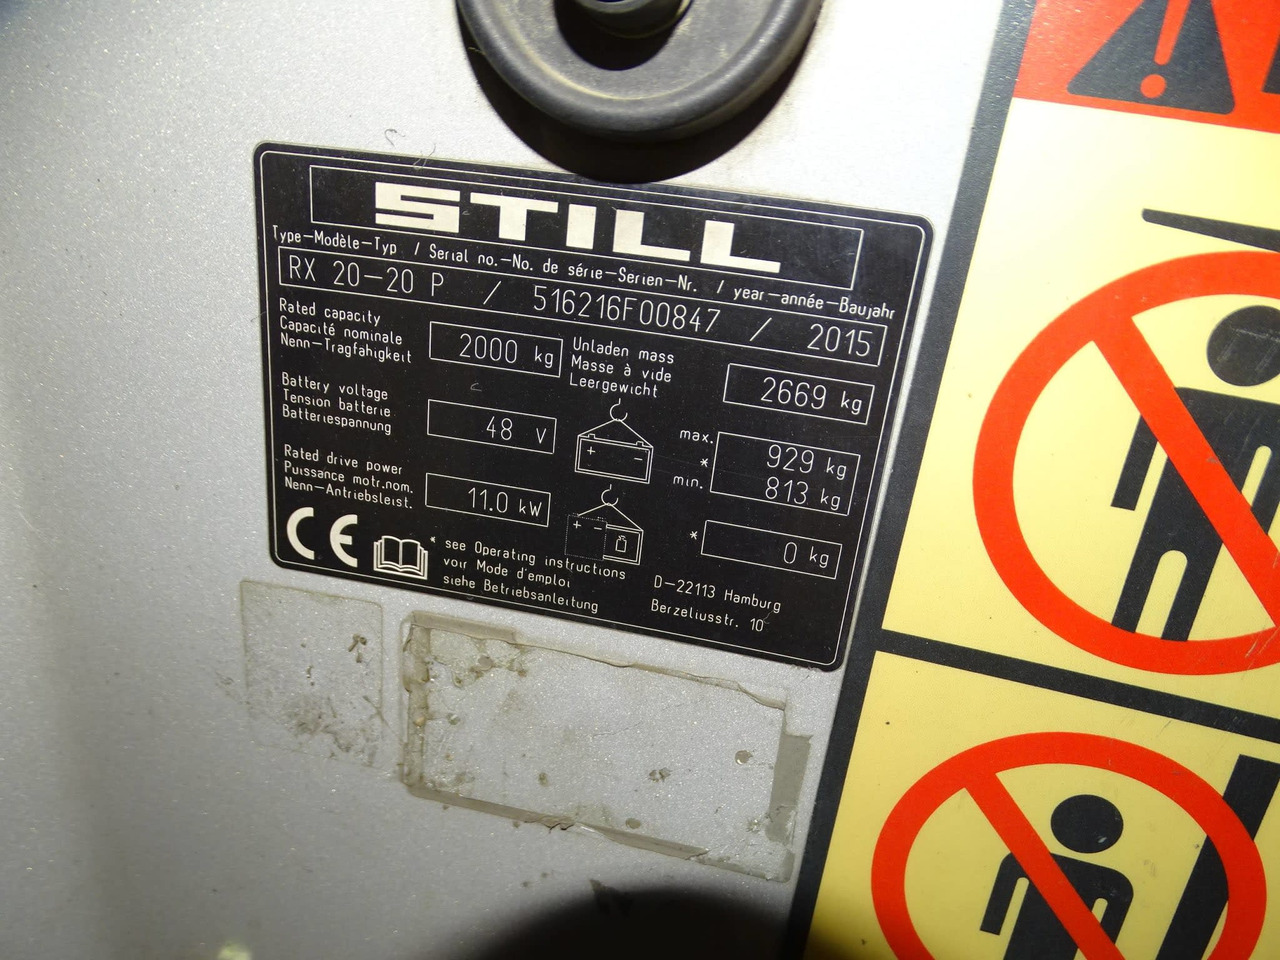 STILL
Type-Modèle-Typ / Serial no.-No. de série-Serien-Nr. / year-année-Baujahr
RX 20-20 P / 516216F00847 / 2015
Rated capacity
Capacité nominale
Nenn-Tragfähigkeit
2000 kg
Unladen mass
Masse à vide
Leergewicht
2669 kg
Battery voltage
Tension batterie
Batteriespannung
48 V
max. 929 kg
*
min. 813 kg
Rated drive power
Puissance motr.nom.
Nenn-Antriebsleist.
11.0 kW
* 0 kg
CE
* see Operating instructions
voir Mode d'emploi
siehe Betriebsanleitung
D-22113 Hamburg
Berzeliusstr. 10